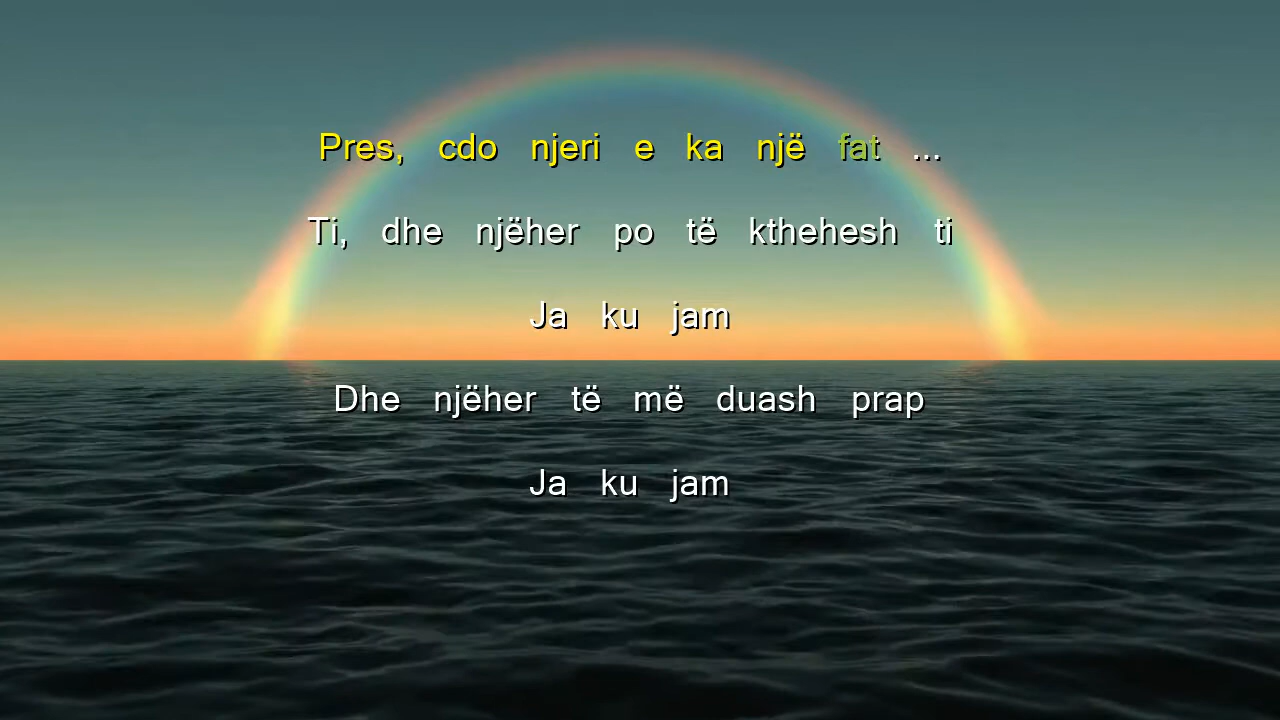 Pres, cdo njeri e ka një fat ...
Ti, dhe njëher po të kthehesh ti
Ja ku jam
Dhe njëher të më duash prap
Ja ku jam